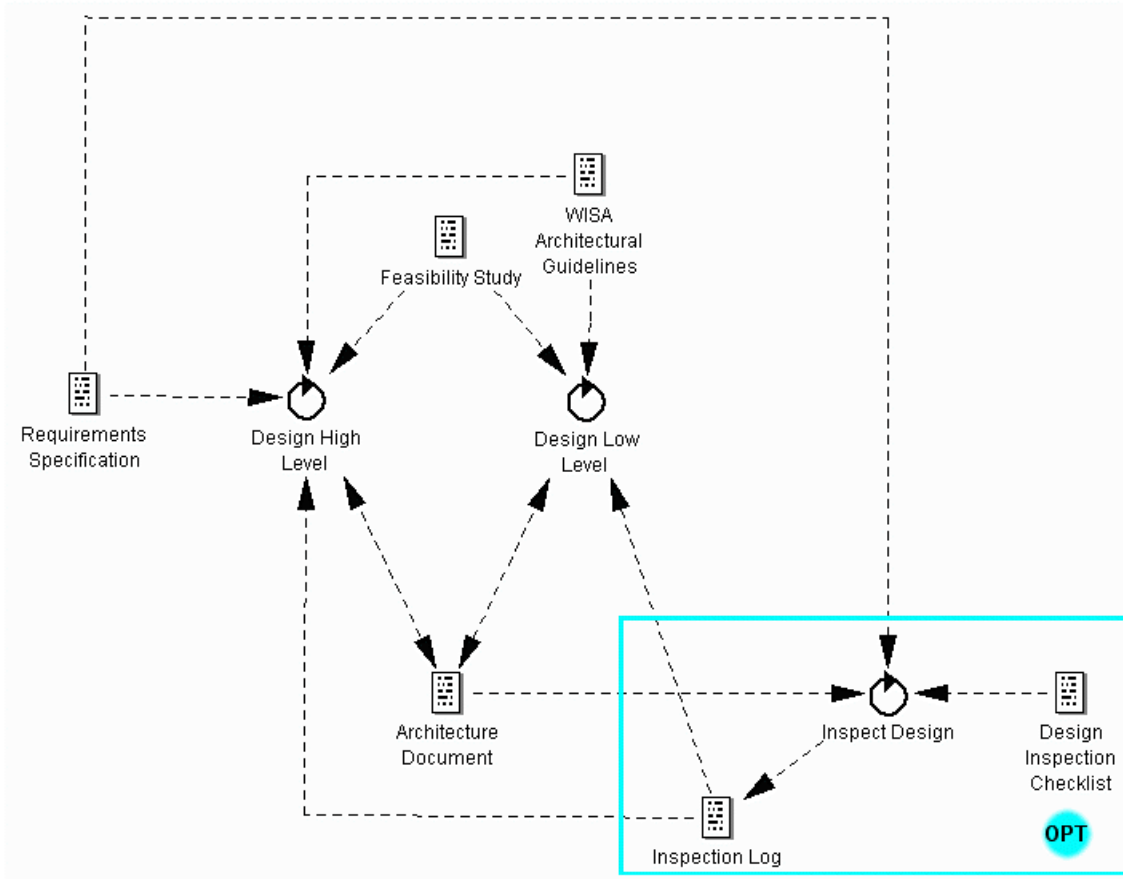 WISA
Architectural
Guidelines
Feasibility Study
Requirements
Specification
Design High
Level
Design Low
Level
Architecture
Document
Inspect Design
Design
Inspection
Checklist
OPT
Inspection Log